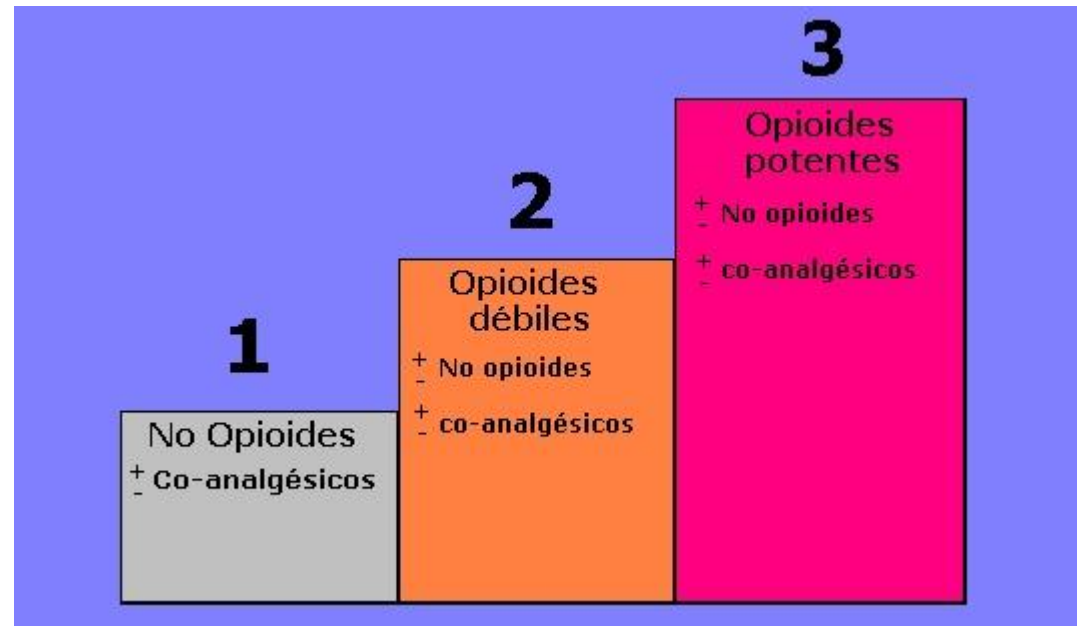 1
No Opioides
± Co-analgésicos
2
Opioides
débiles
± No opioides
± co-analgésicos
3
Opioides
potentes
± No opioides
± co-analgésicos